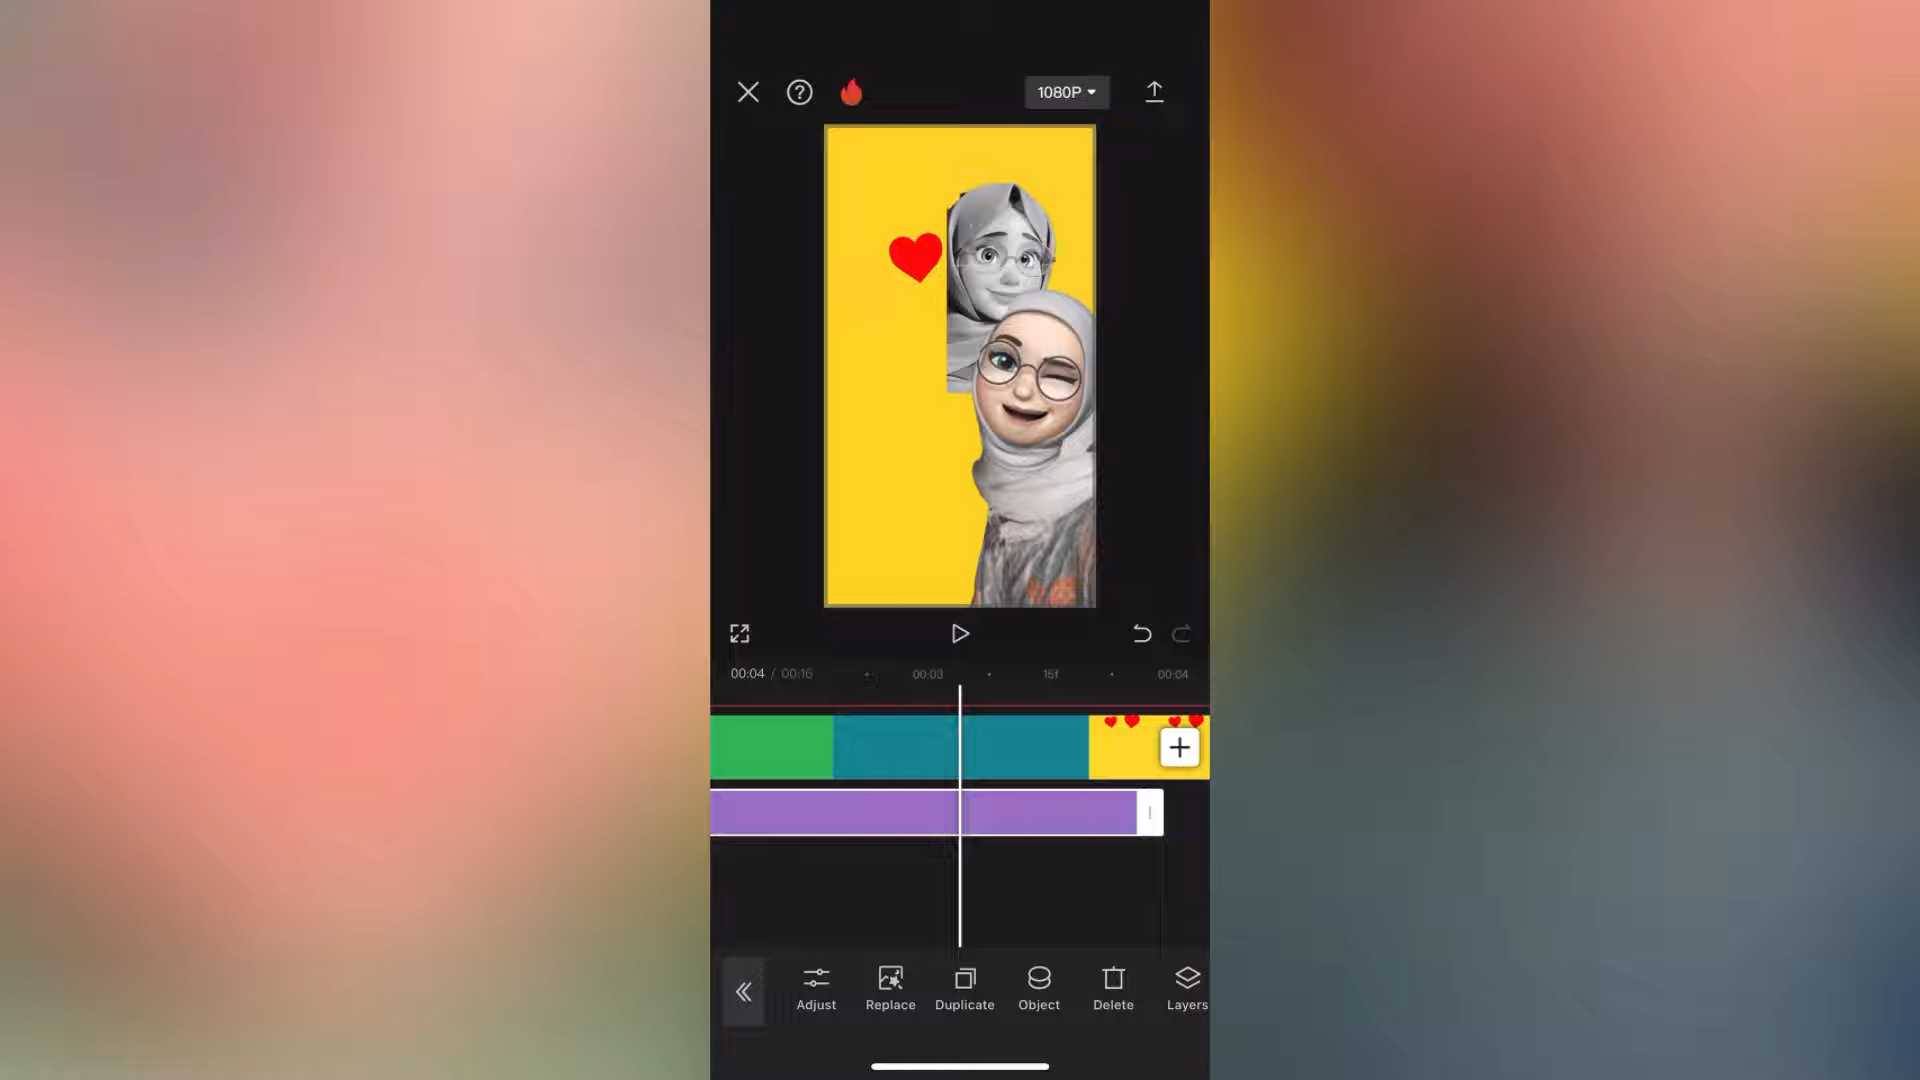 1080P
00:04 / 00:16
00:03
15f
00:04
Adjust
Replace
Duplicate
Object
Delete
Layers